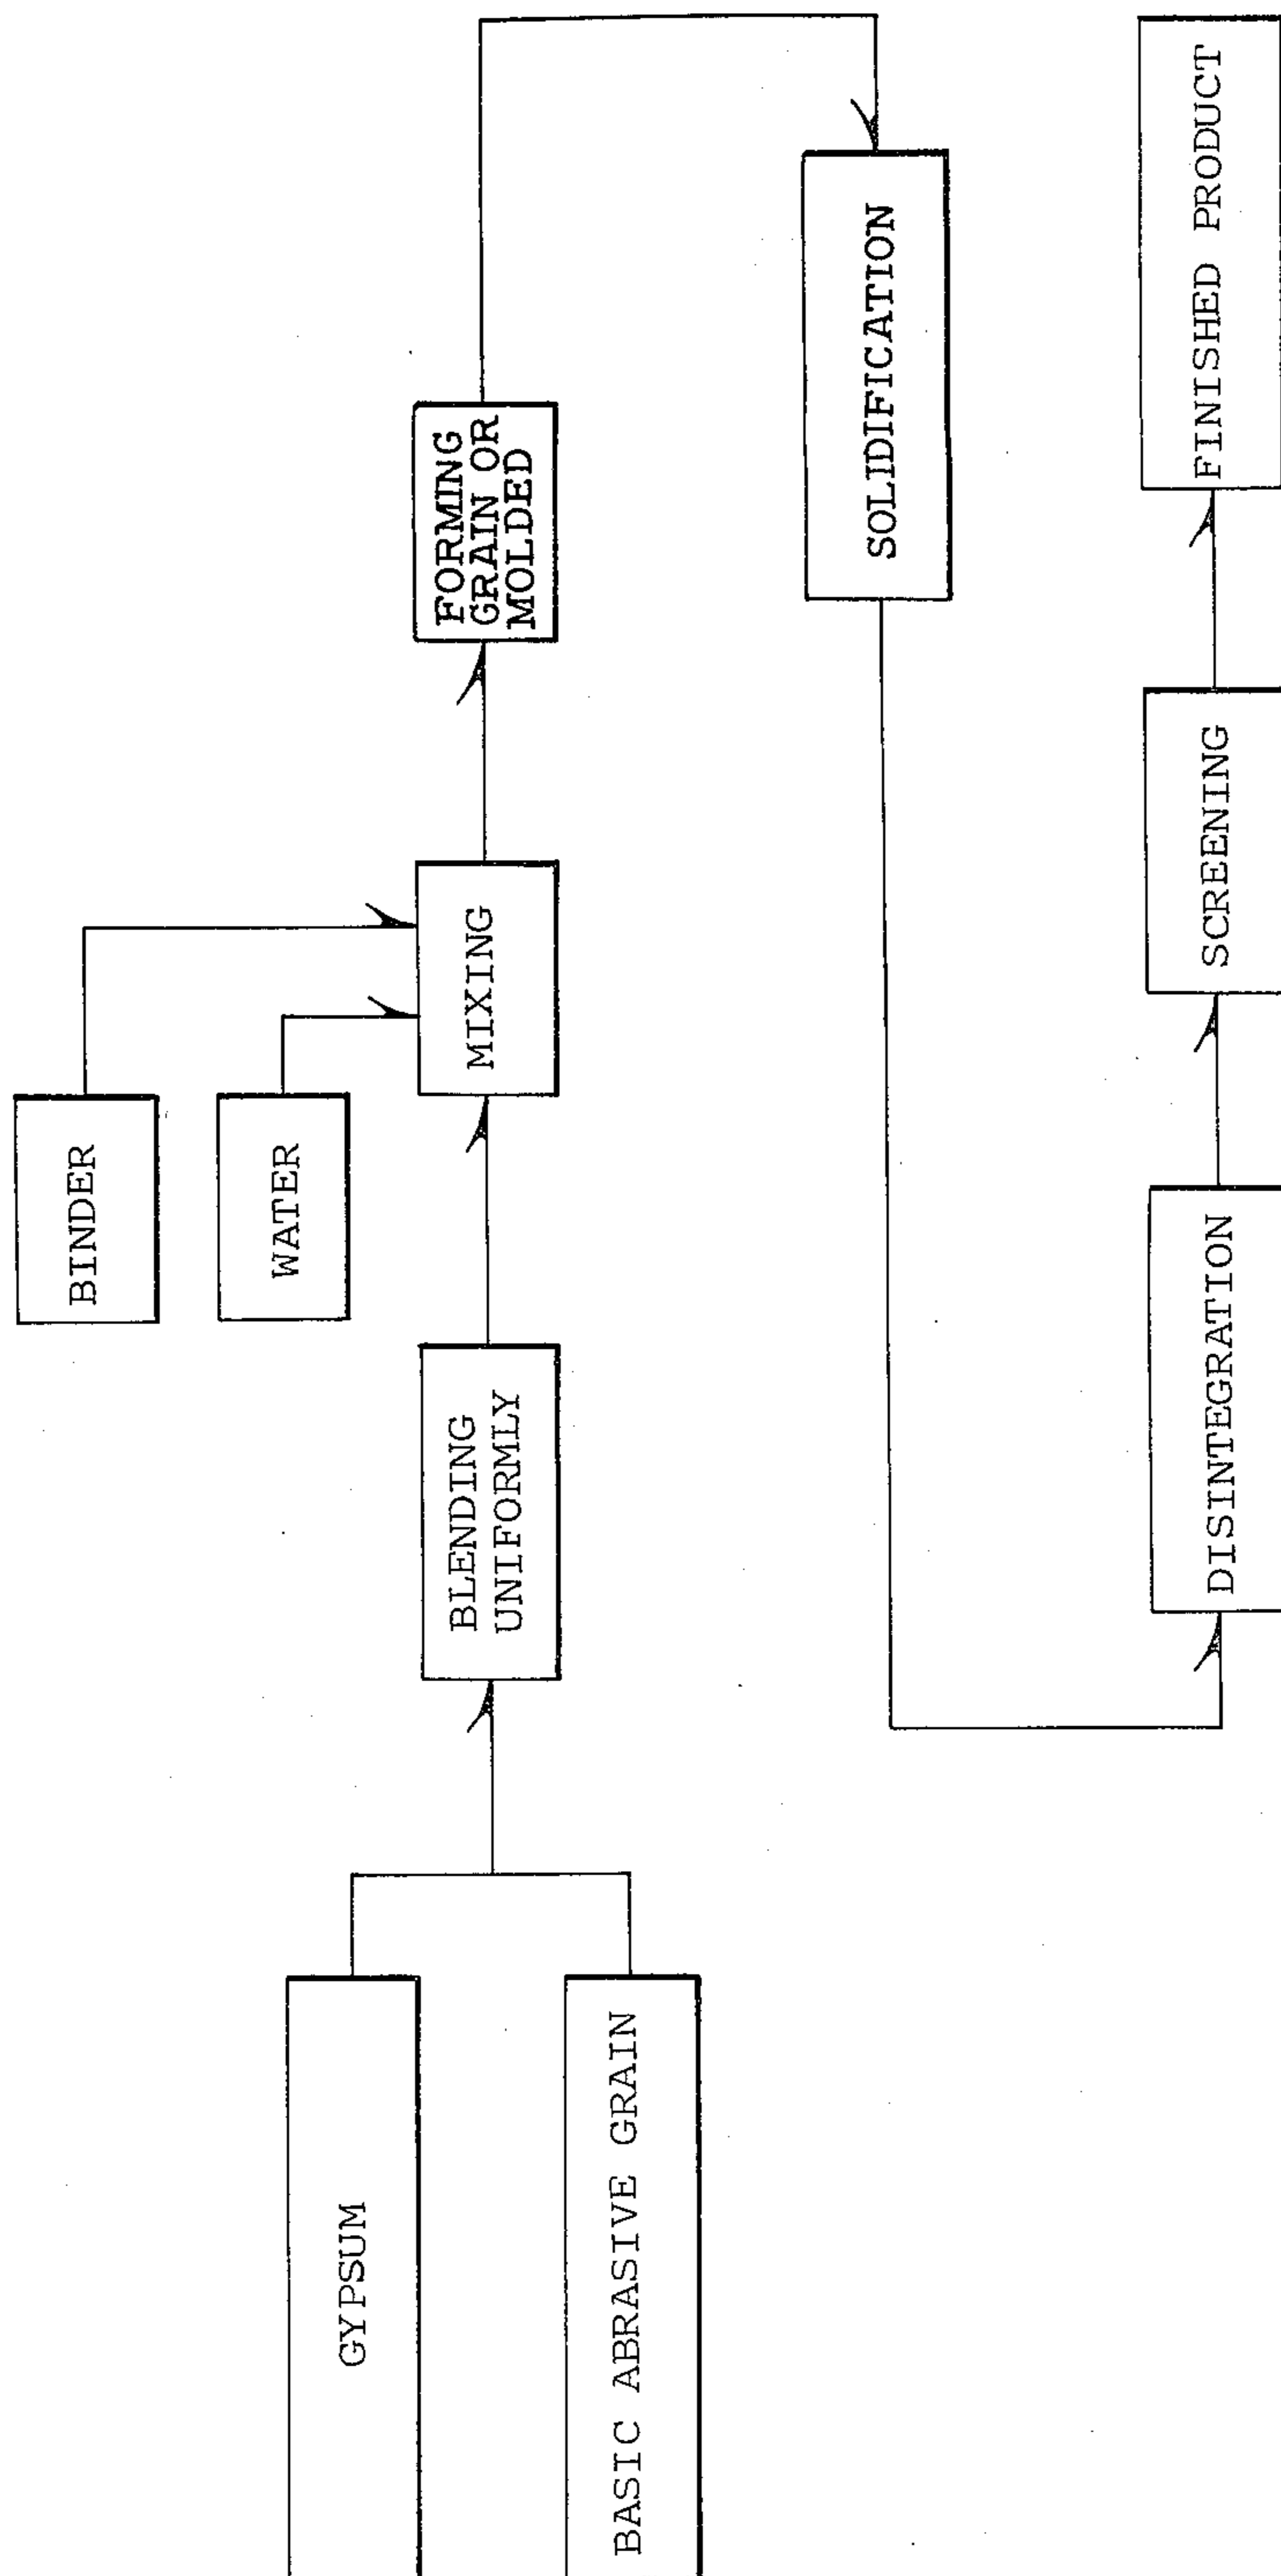 GYPSUM
BASIC ABRASIVE GRAIN
BLENDING
UNIFORMLY
BINDER
WATER
MIXING
FORMING
GRAIN OR
MOLDED
SOLIDIFICATION
DISINTEGRATION
SCREENING
FINISHED PRODUCT